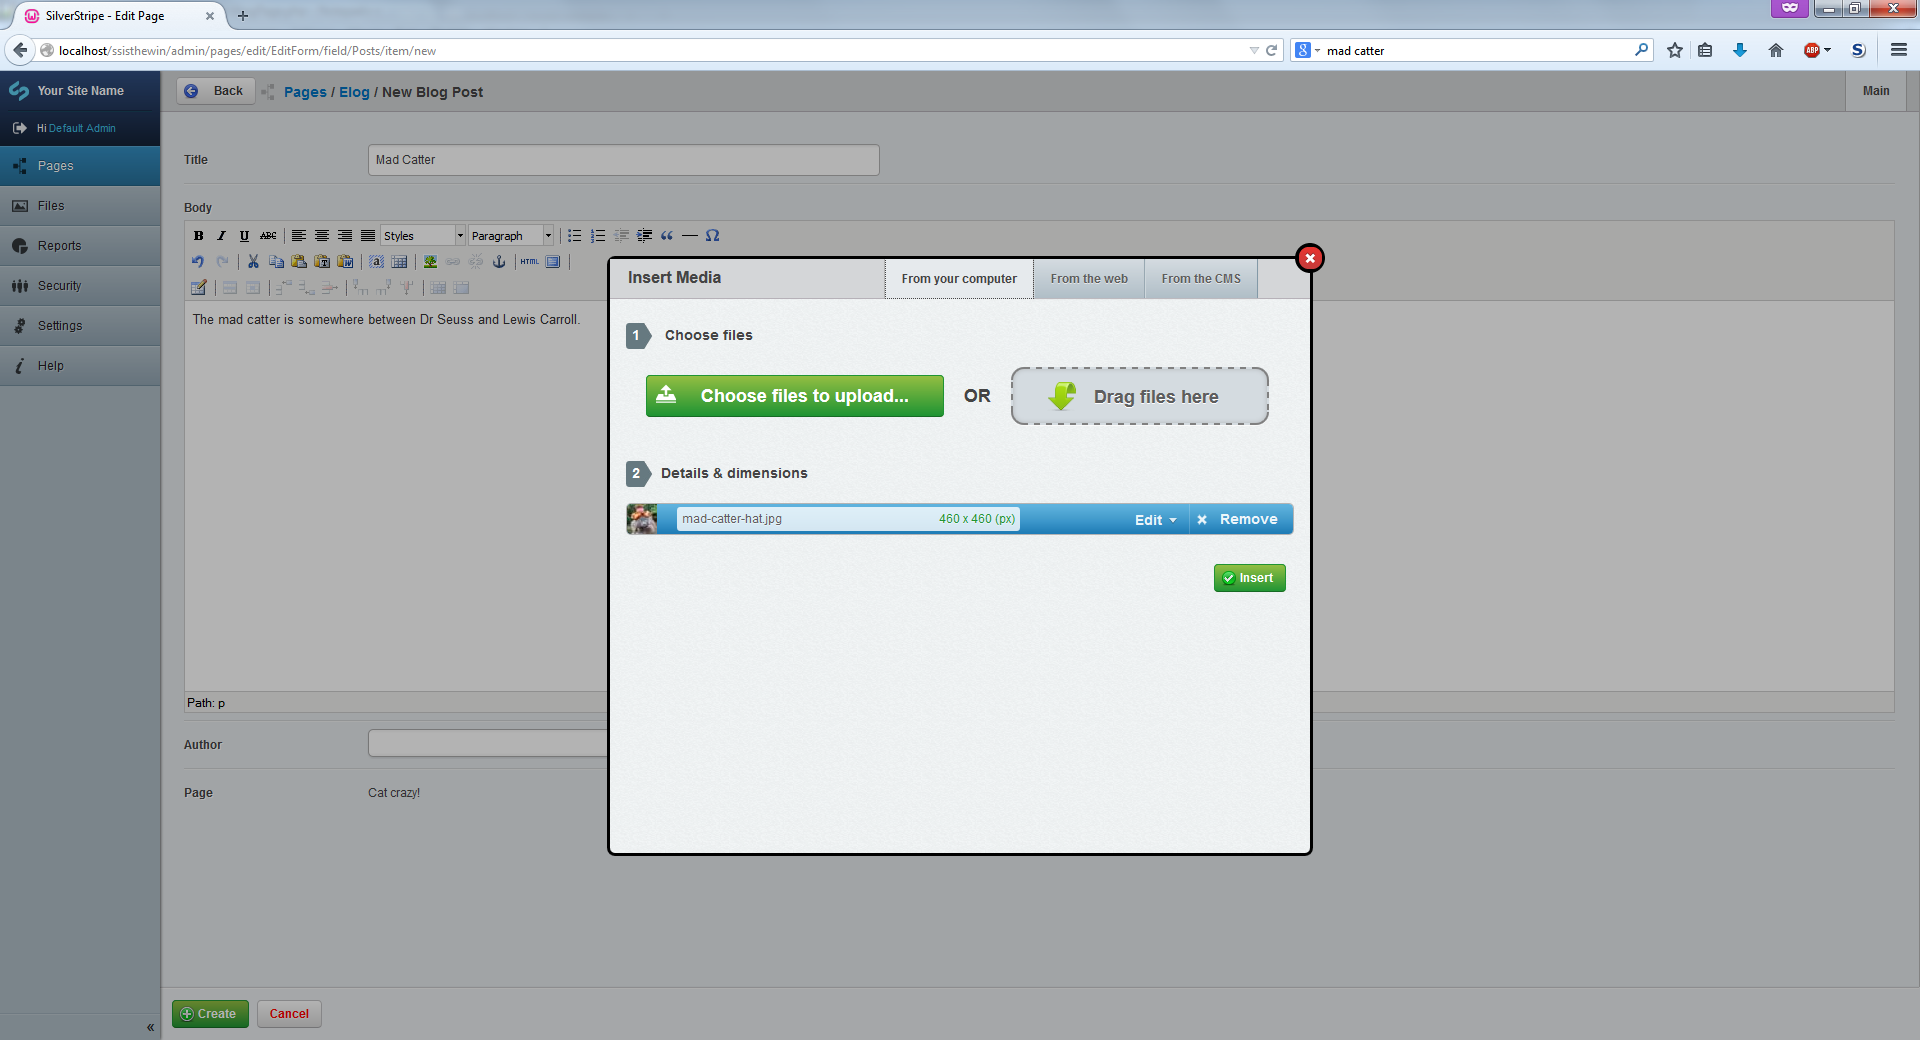 SilverStripe - Edit Page
localhost/ssisthewin/admin/pages/edit/EditForm/field/Posts/item/new
8
mad catter
ABP
S
Your Site Name
Hi Default Admin
Pages
Files
Reports
Security
Settings
Help
«
Back
Pages / Elog / New Blog Post
Main
Title
Mad Catter
Body
B I U ABC
Styles
Paragraph
Ω
HTML
The mad catter is somewhere between Dr Seuss and Lewis Carroll.
Path: p
Author
Page
Cat crazy!
Create
Cancel
Insert Media
From your computer
From the web
From the CMS
1 Choose files
Choose files to upload...
OR
Drag files here
2 Details & dimensions
mad-catter-hat.jpg
460 x 460 (px)
Edit
Remove
Insert